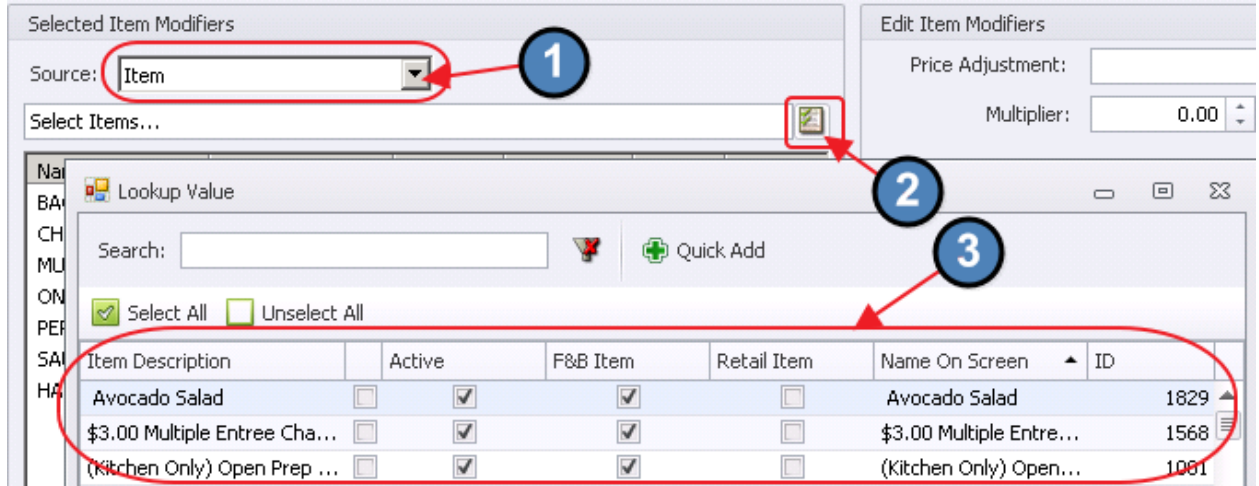 Selected Item Modifiers
Edit Item Modifiers
Source: Item
1
Price Adjustment:
Select Items...
Multiplier: 0.00
2
Lookup Value
Search:
Quick Add
3
Select All Unselect All
Item Description Active F&B Item Retail Item Name On Screen ID
Avocado Salad Avocado Salad 1829
$3.00 Multiple Entree Cha... $3.00 Multiple Entre... 1568
(Kitchen Only) Open Prep ... (Kitchen Only) Open... 1081